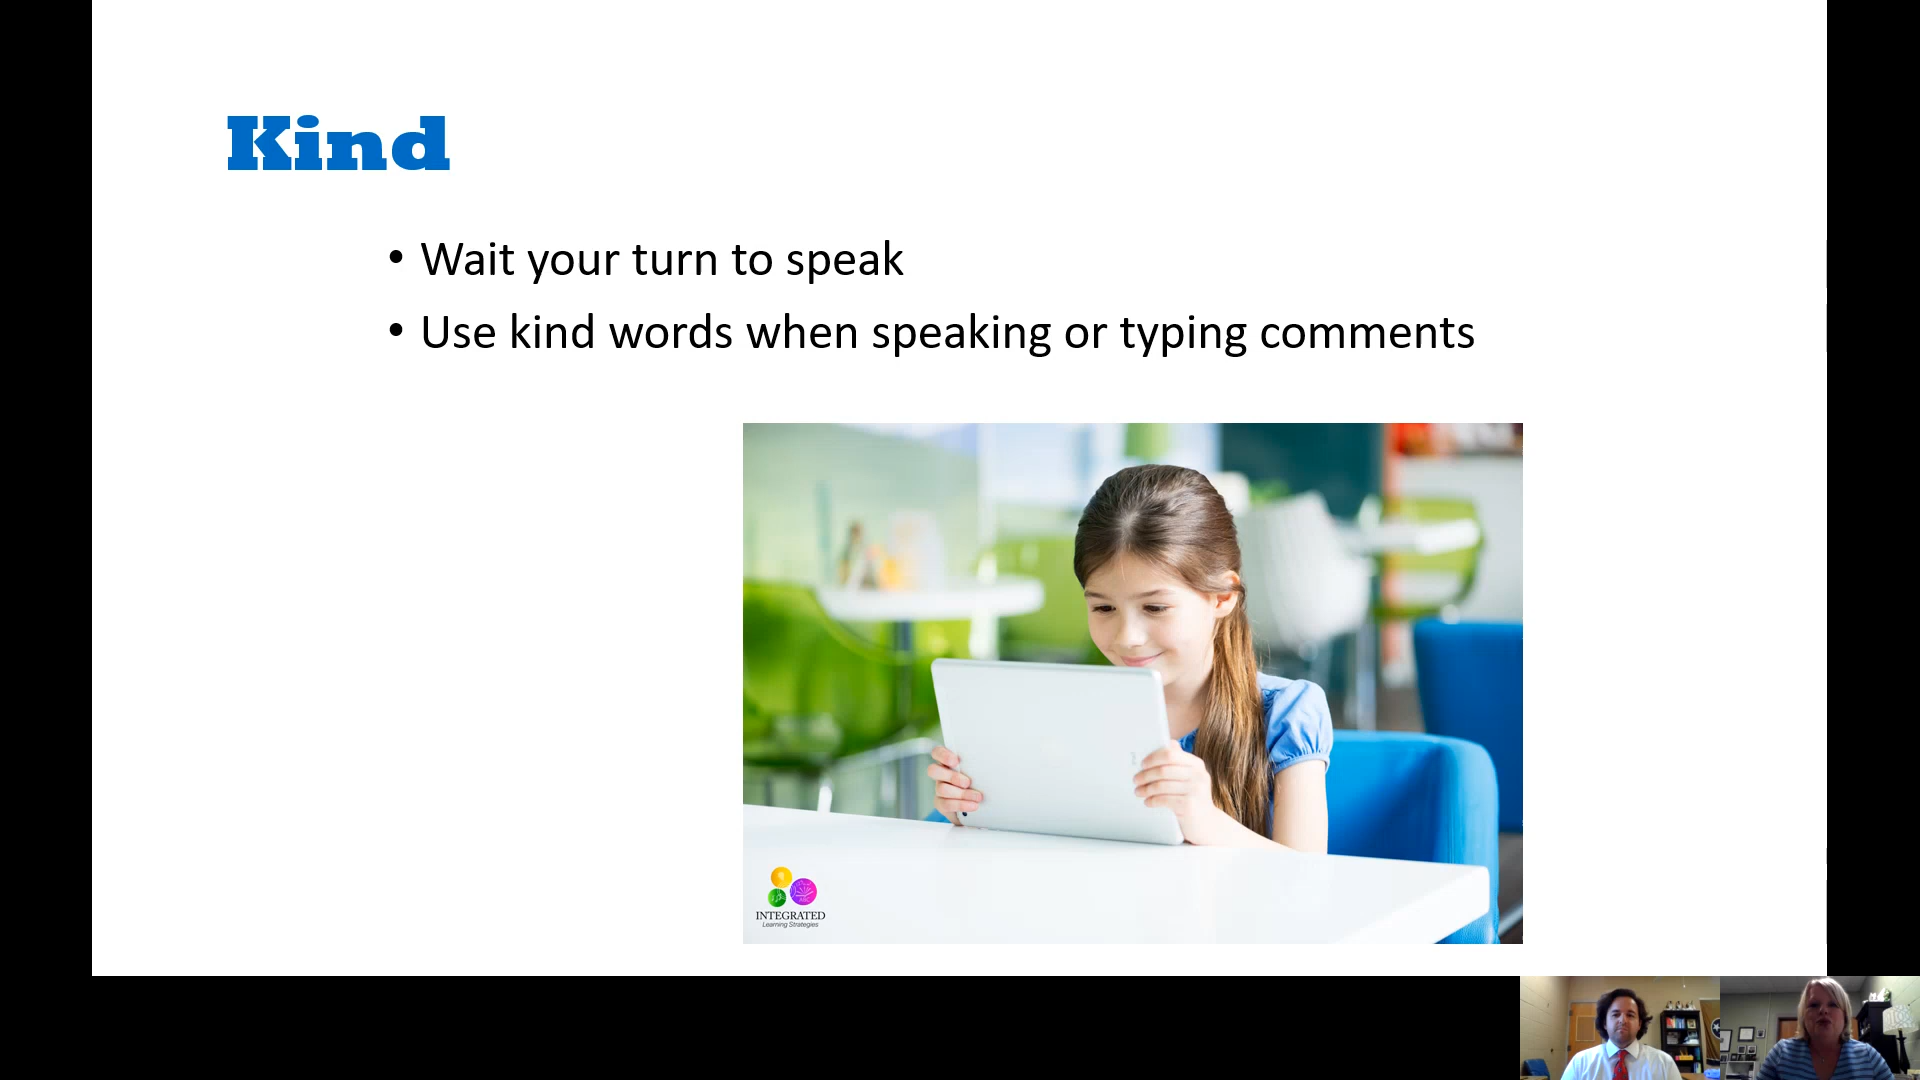 Kind
• Wait your turn to speak
• Use kind words when speaking or typing comments
INTEGRATED
Learning Strategies